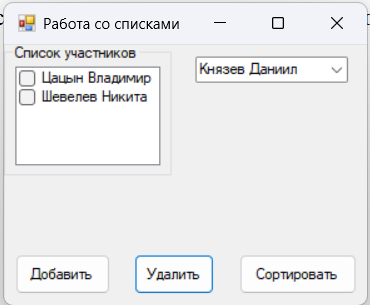 Работа со списками
Список участников
Цацын Владимир
Шевелев Никита
Князев Даниил
Добавить
Удалить
Сортировать